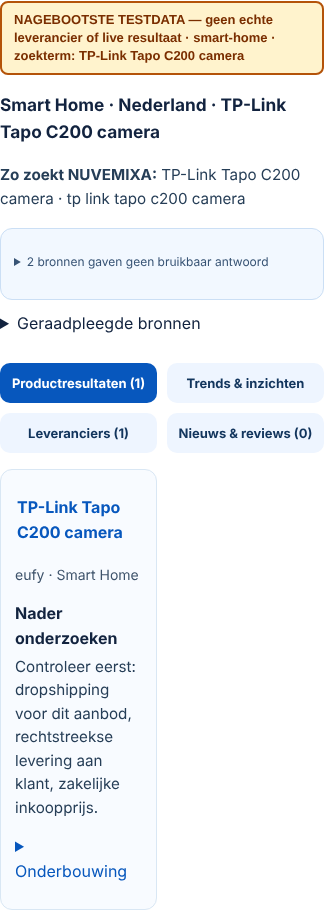 NAGEBOOTSTE TESTDATA — geen echte
leverancier of live resultaat · smart-home ·
zoekterm: TP-Link Tapo C200 camera
Smart Home · Nederland · TP-Link
Tapo C200 camera
Zo zoekt NUVEMIXA: TP-Link Tapo C200
camera · tp link tapo c200 camera
2 bronnen gaven geen bruikbaar antwoord
Geraadpleegde bronnen
Productresultaten (1)
Trends & inzichten
Leveranciers (1)
Nieuws & reviews (0)
TP-Link Tapo
C200 camera
eufy · Smart Home
Nader
onderzoeken
Controleer eerst:
dropshipping
voor dit aanbod,
rechtstreekse
levering aan
klant, zakelijke
inkoopprijs.
Onderbouwing